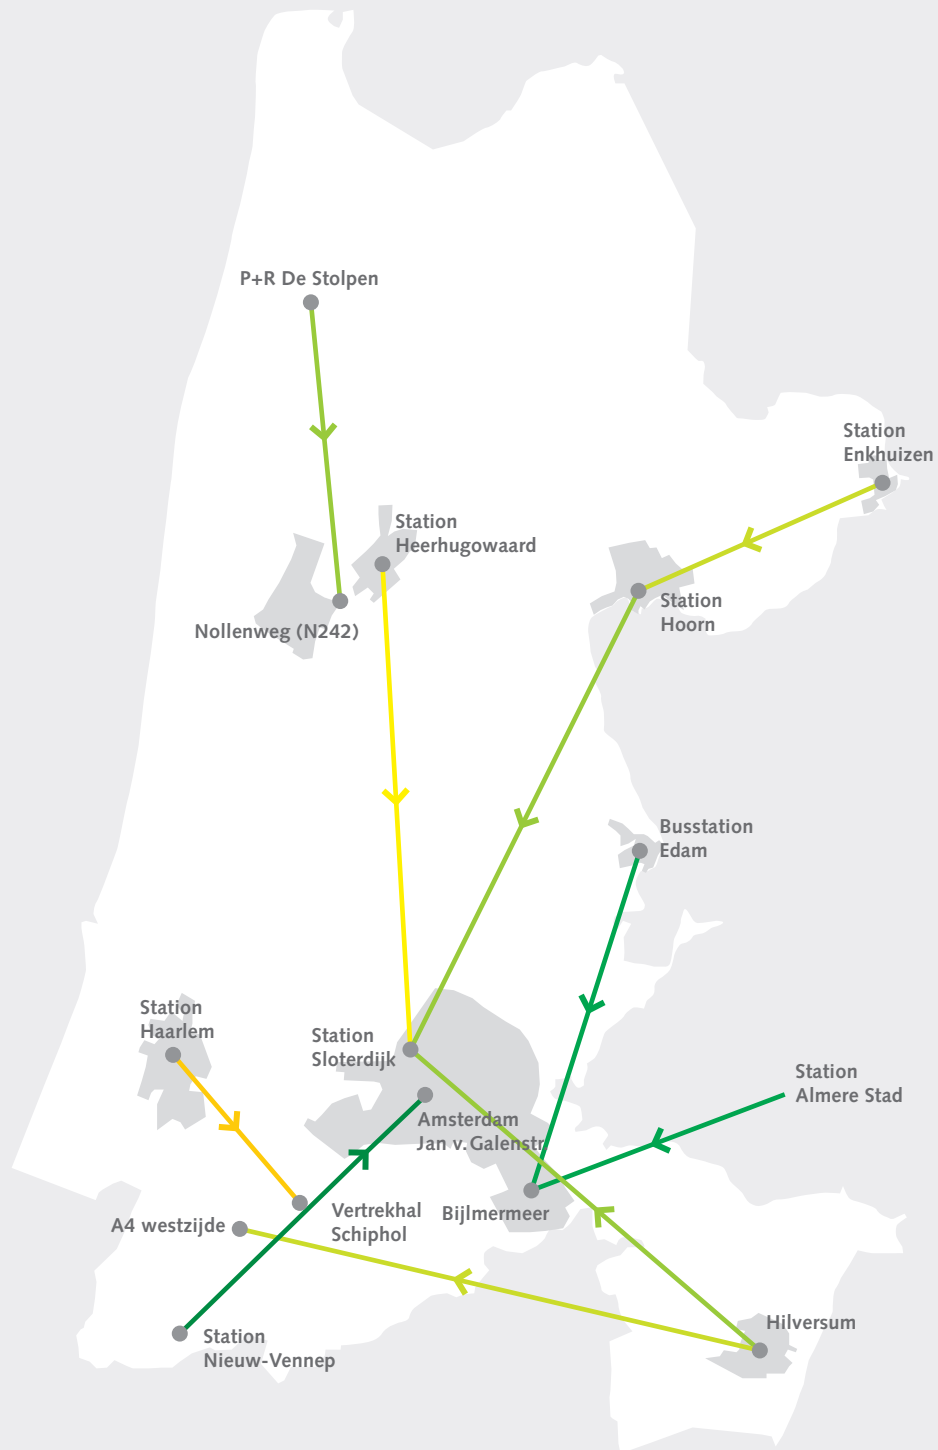 P+R De Stolpen
Station
Enkhuizen
Station
Heerhugowaard
Station
Hoorn
Nollenweg (N242)
Busstation
Edam
Station
Haarlem
Station
Sloterdijk
Station
Almere Stad
Amsterdam
Jan v. Galenstr
Vertrekhal
Schiphol
Bijlmermeer
A4 westzijde
Hilversum
Station
Nieuw-Vennep